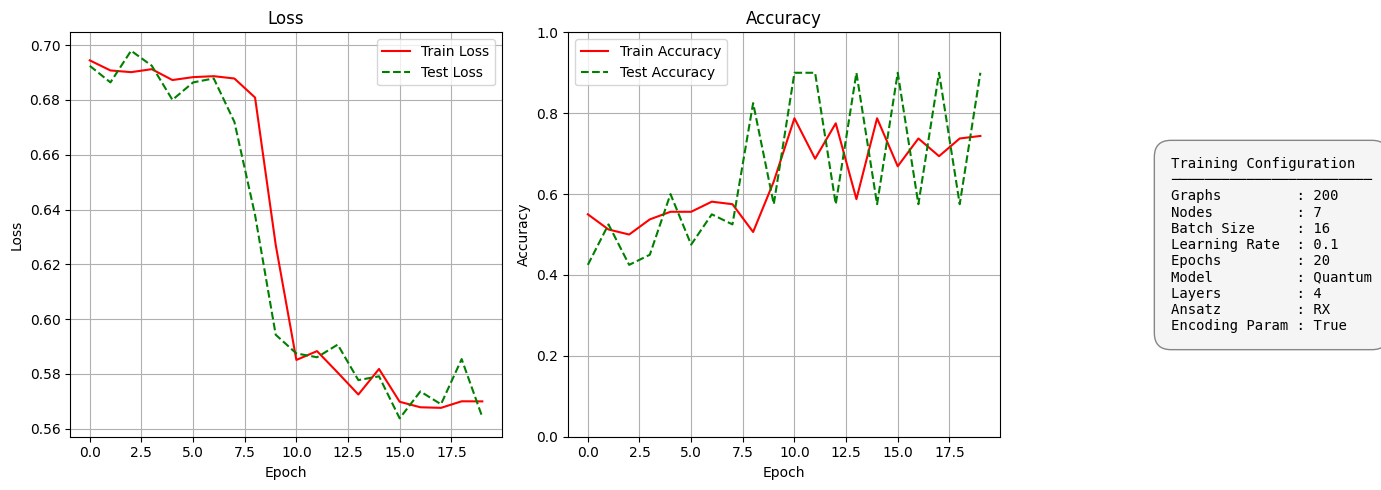 Loss
Train Loss
Test Loss
0.70
0.68
0.66
0.64
0.62
0.60
0.58
0.56
Loss
0.0 2.5 5.0 7.5 10.0 12.5 15.0 17.5
Epoch
Accuracy
Train Accuracy
Test Accuracy
1.0
0.8
0.6
0.4
0.2
0.0
Accuracy
0.0 2.5 5.0 7.5 10.0 12.5 15.0 17.5
Epoch
Training Configuration
Graphs : 200
Nodes : 7
Batch Size : 16
Learning Rate : 0.1
Epochs : 20
Model : Quantum
Layers : 4
Ansatz : RX
Encoding Param : True